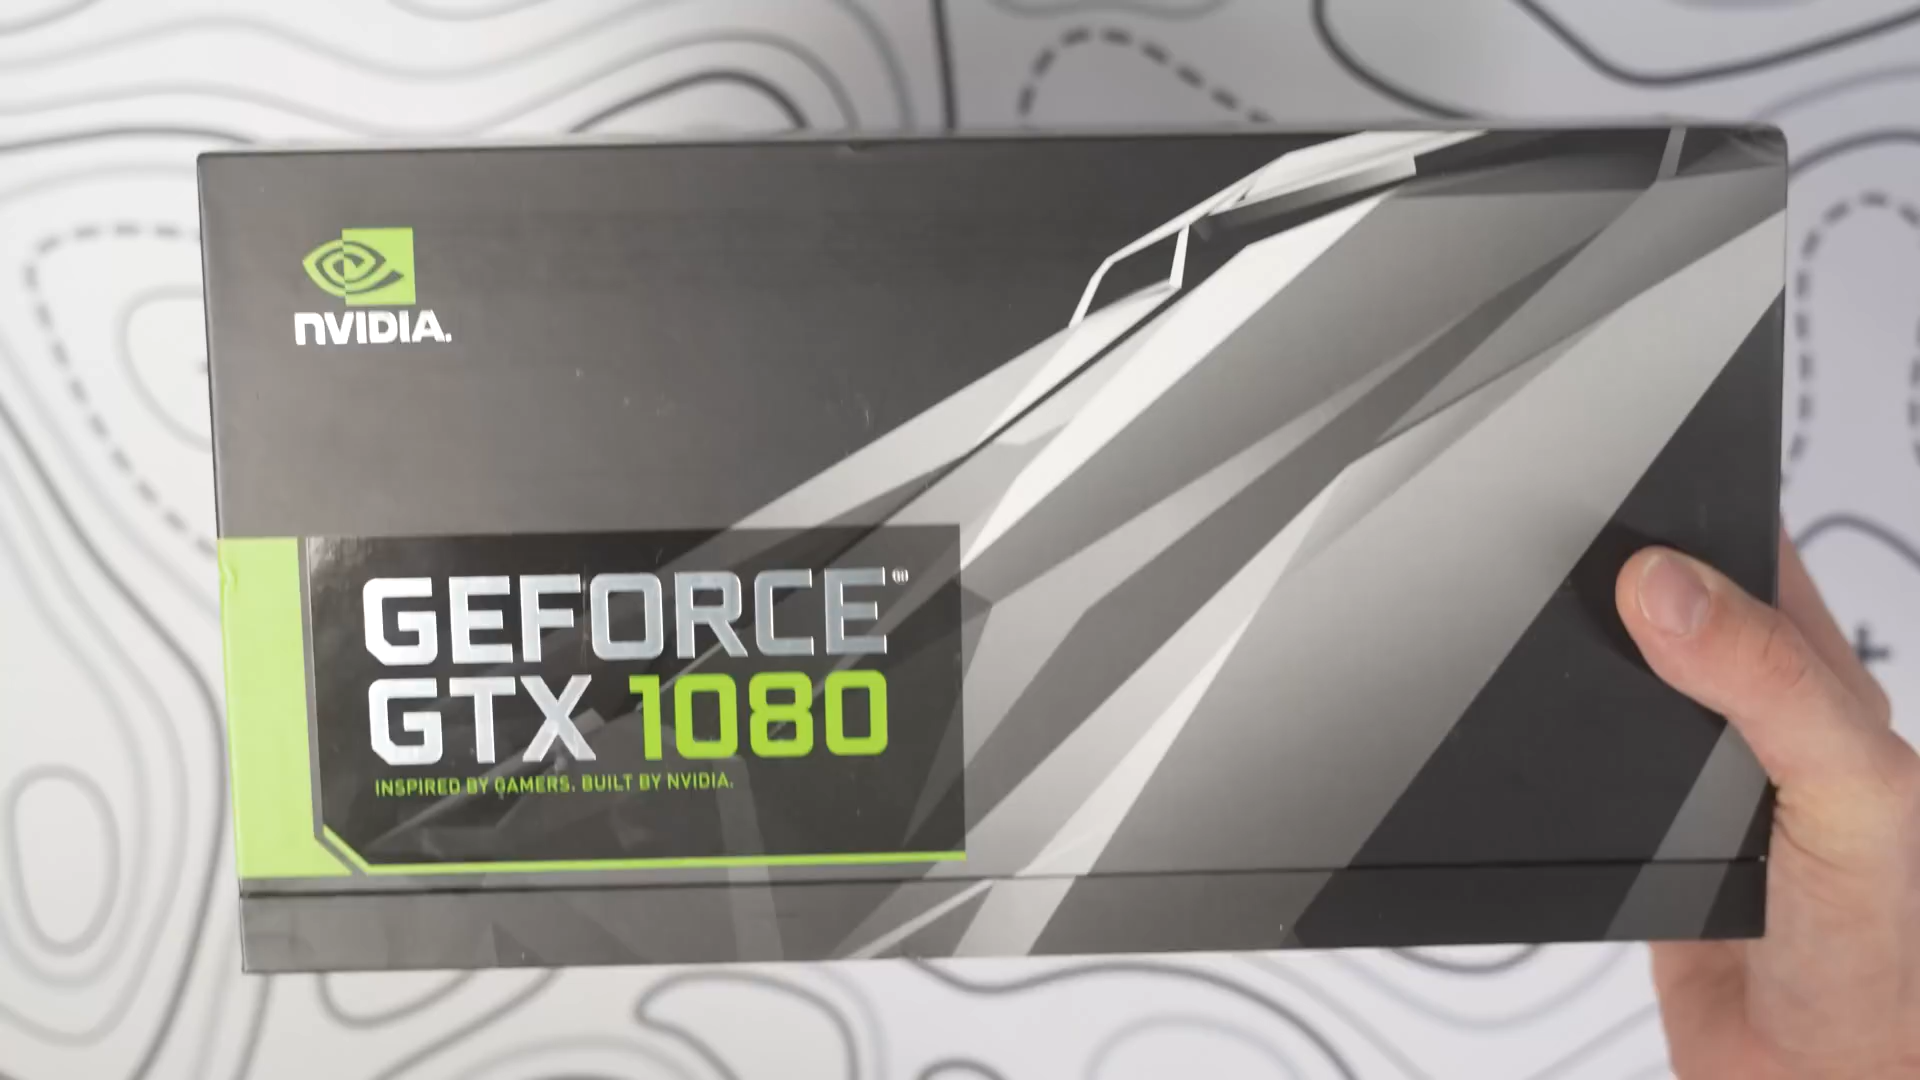 NVIDIA.
GEFORCE®
GTX 1080
INSPIRED BY GAMERS. BUILT BY NVIDIA.